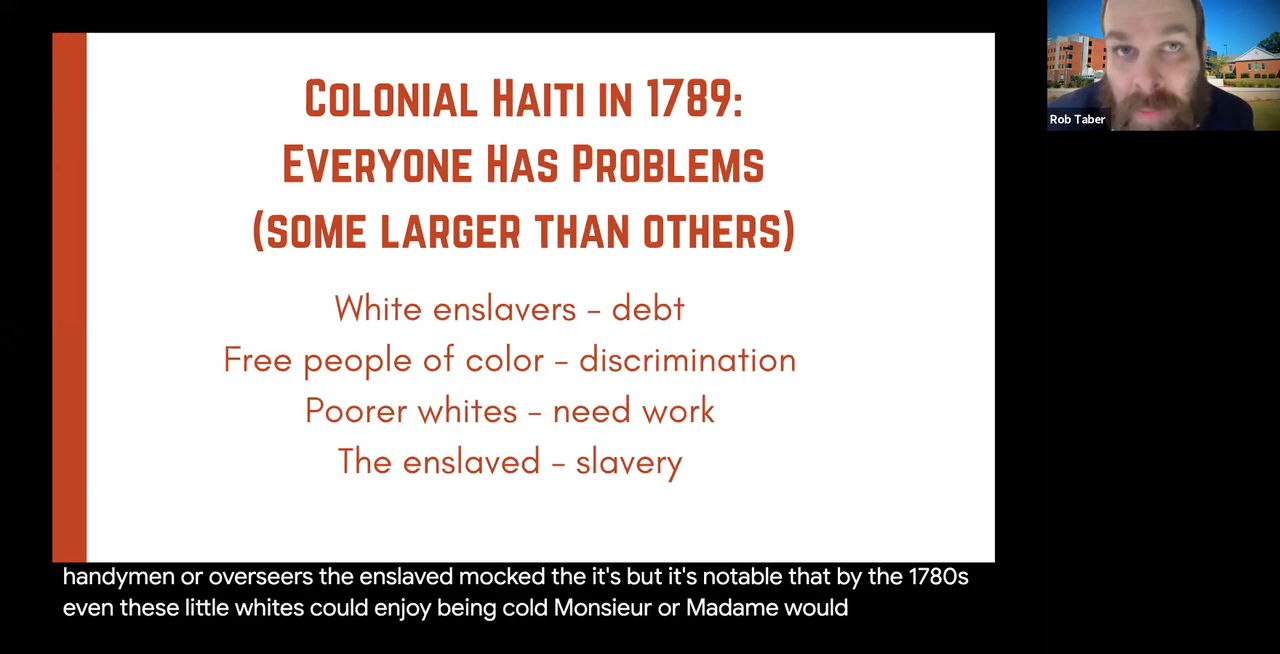 COLONIAL HAITI IN 1789:
EVERYONE HAS PROBLEMS
(SOME LARGER THAN OTHERS)
White enslavers – debt
Free people of color – discrimination
Poorer whites – need work
The enslaved – slavery
handymen or overseers the enslaved mocked the it's but it's notable that by the 1780s
even these little whites could enjoy being cold Monsieur or Madame would
Rob Taber